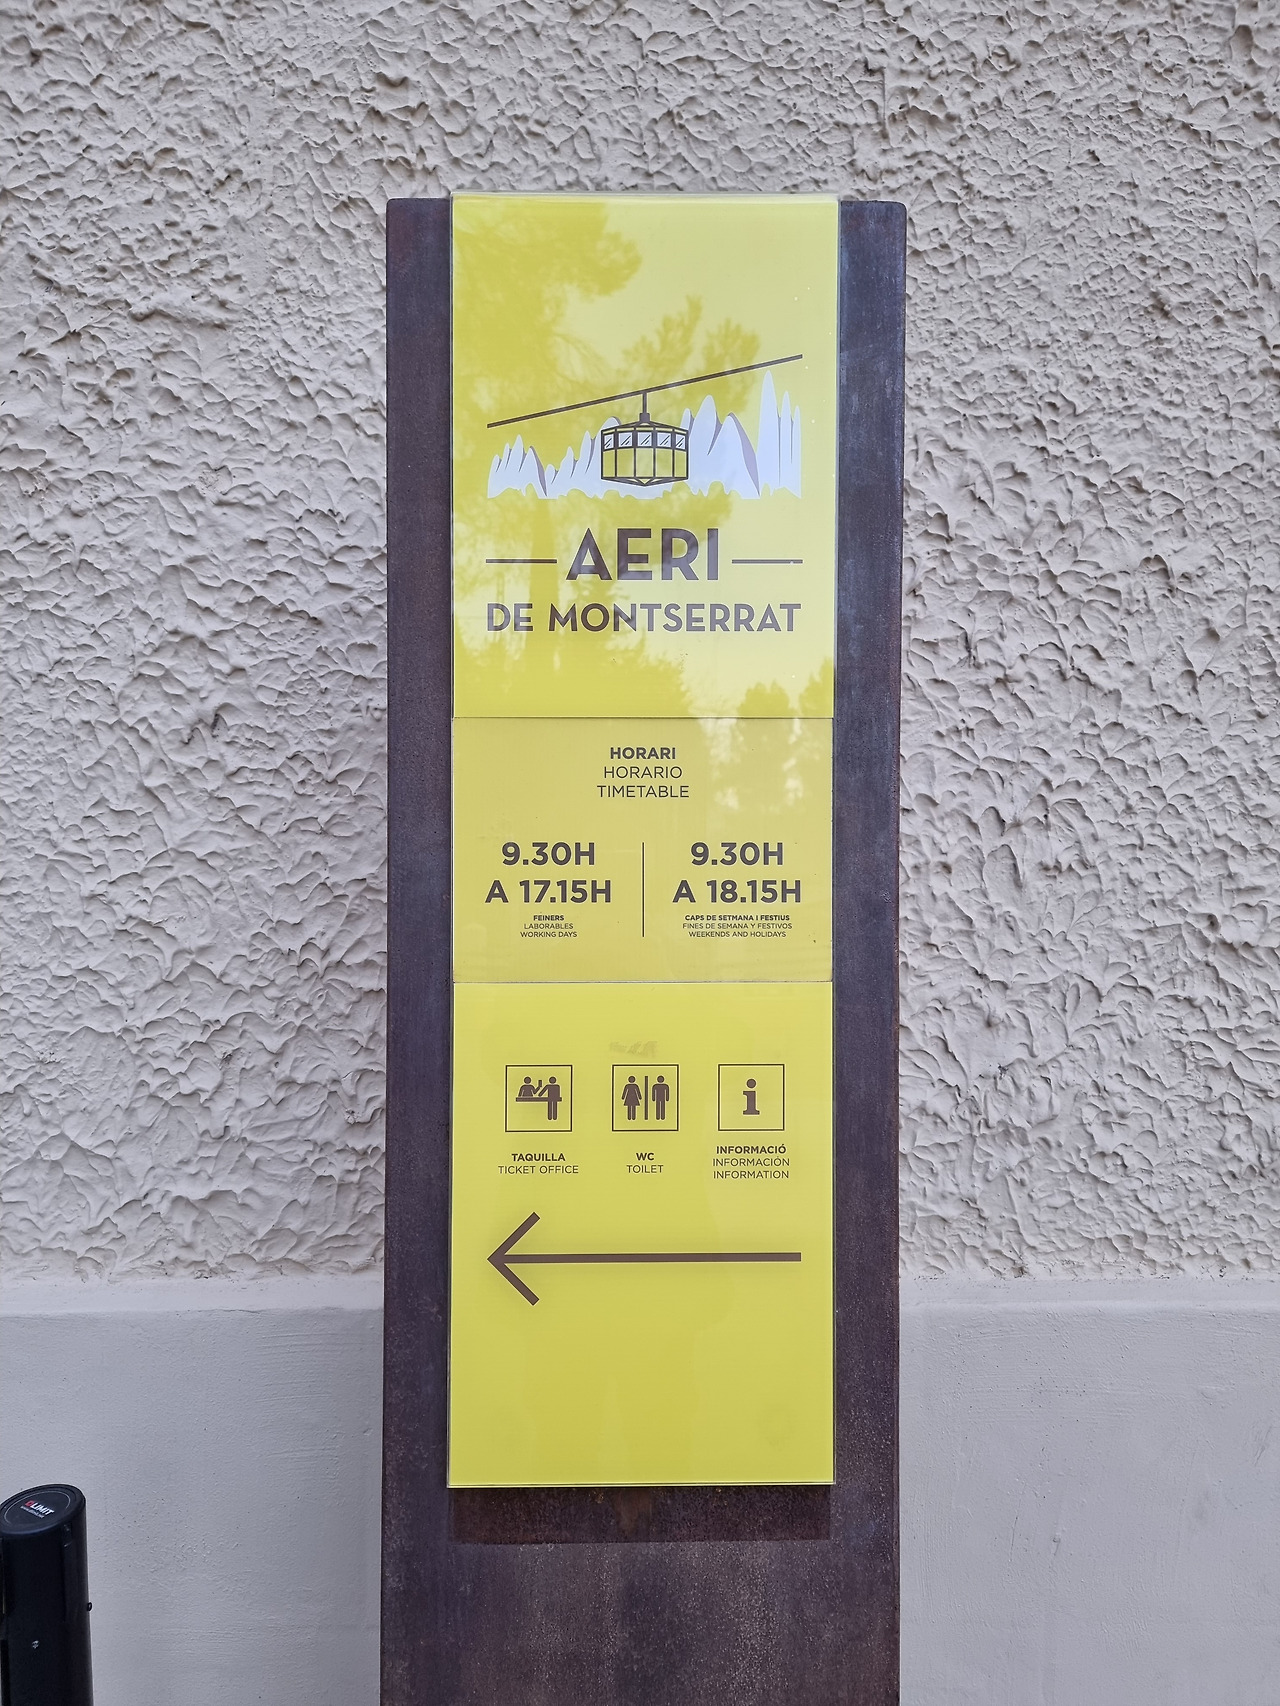 AERI
DE MONTSERRAT
HORARI
HORARIO
TIMETABLE
9.30H
A 17.15H
FEINERS
LABORABLES
WORKING DAYS
9.30H
A 18.15H
CAPS DE SETMANA I FESTIUS
FINES DE SEMANA Y FESTIVOS
WEEKENDS AND HOLIDAYS
TAQUILLA
TICKET OFFICE
WC
TOILET
INFORMACIÓ
INFORMACIÓN
INFORMATION